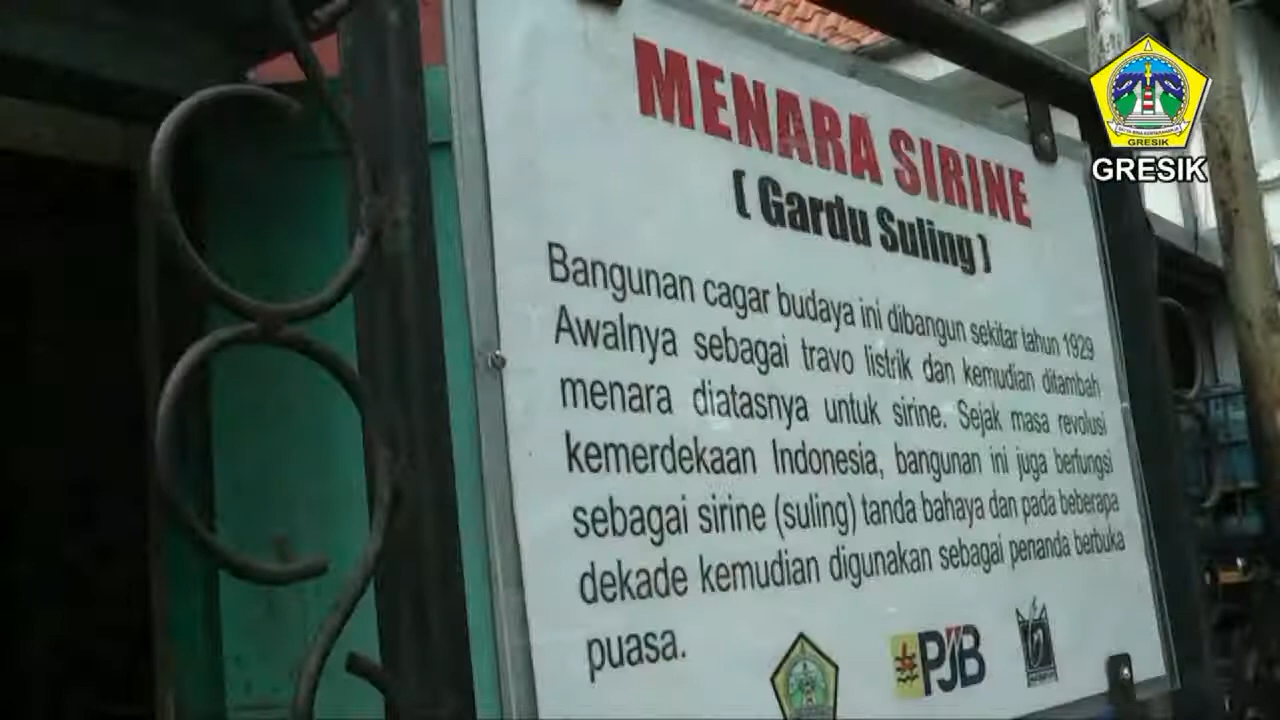 MENARA SIRINE
( Gardu Suling )
Bangunan cagar budaya ini dibangun sekitar tahun 1929
Awalnya sebagai travo listrik dan kemudian ditambah
menara diatasnya untuk sirine. Sejak masa revolusi
kemerdekaan Indonesia, bangunan ini juga berfungsi
sebagai sirine (suling) tanda bahaya dan pada beberapa
dekade kemudian digunakan sebagai penanda berbuka
puasa.
PJB
GRESIK
GRESIK